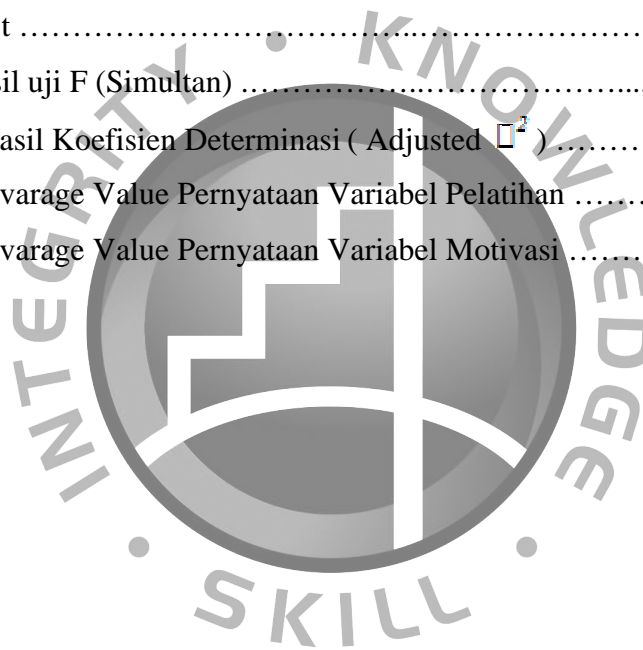 t ……………………………………..……………………
sil uji F (Simultan) …………………..…………………...
asil Koefisien Determinasi ( Adjusted □² ) ………
varage Value Pernyataan Variabel Pelatihan ……
varage Value Pernyataan Variabel Motivasi ……
INTEGRITY • KNOWLEDGE • SKILL •